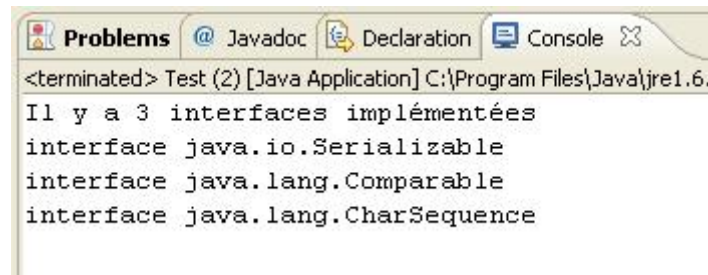 Problems @ Javadoc Declaration Console
<terminated> Test (2) [Java Application] C:\Program Files\Java\jre1.6.
Il y a 3 interfaces implémentées
interface java.io.Serializable
interface java.lang.Comparable
interface java.lang.CharSequence